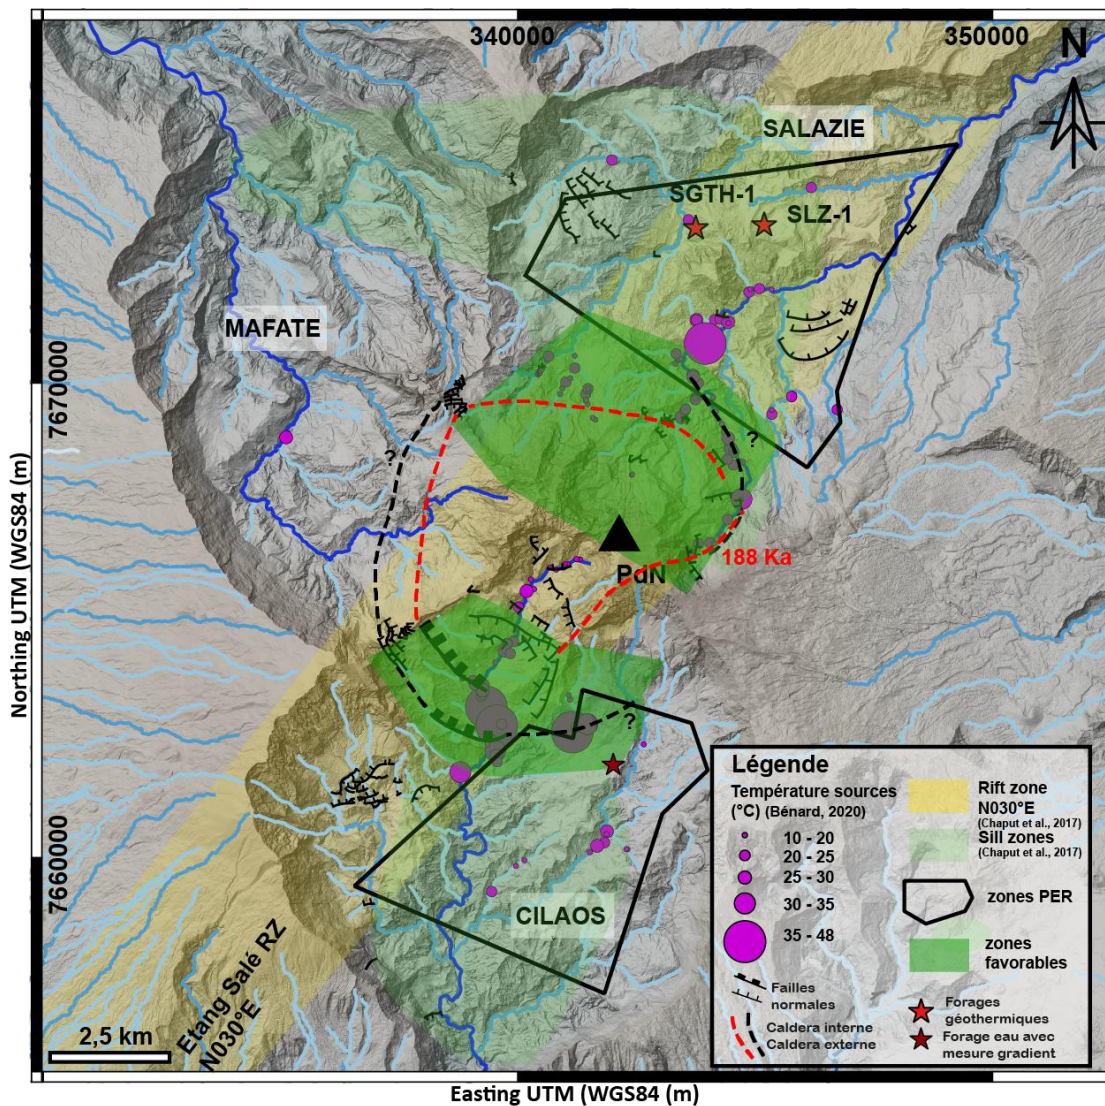 340000
350000
N
SALAZIE
SGTH-1
SLZ-1
MAFATE
7670000
?
?
188 Ka
PdN
?
Northing UTM (WGS84 (m)
7660000
CILAOS
Etang Salé RZ
N030°E
2,5 km
Légende
Température sources
(°C) (Bénard, 2020)
10 - 20
20 - 25
25 - 30
30 - 35
35 - 48
Failles
normales
Caldera interne
Caldera externe
Rift zone
N030°E
(Chaput et al., 2017)
Sill zones
(Chaput et al., 2017)
zones PER
zones
favorables
Forages
géothermiques
Forage eau avec
mesure gradient
Easting UTM (WGS84 (m)